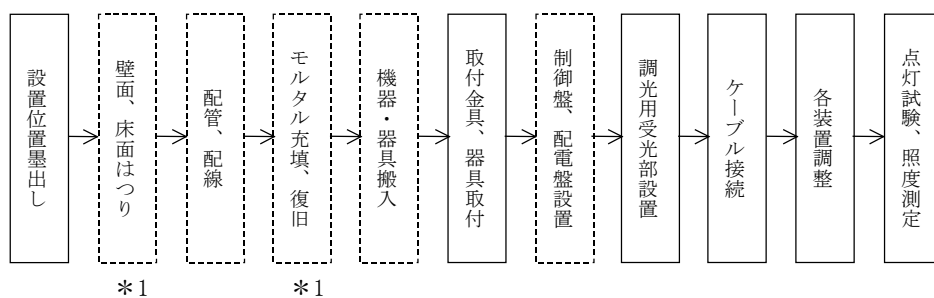 設置位置墨出し
壁面、床面はつり
配管、配線
モルタル充填、復旧
機器・器具搬入
取付金具、器具取付
制御盤、配電盤設置
調光用受光部設置
ケーブル接続
各装置調整
点灯試験、照度測定
＊1
＊1